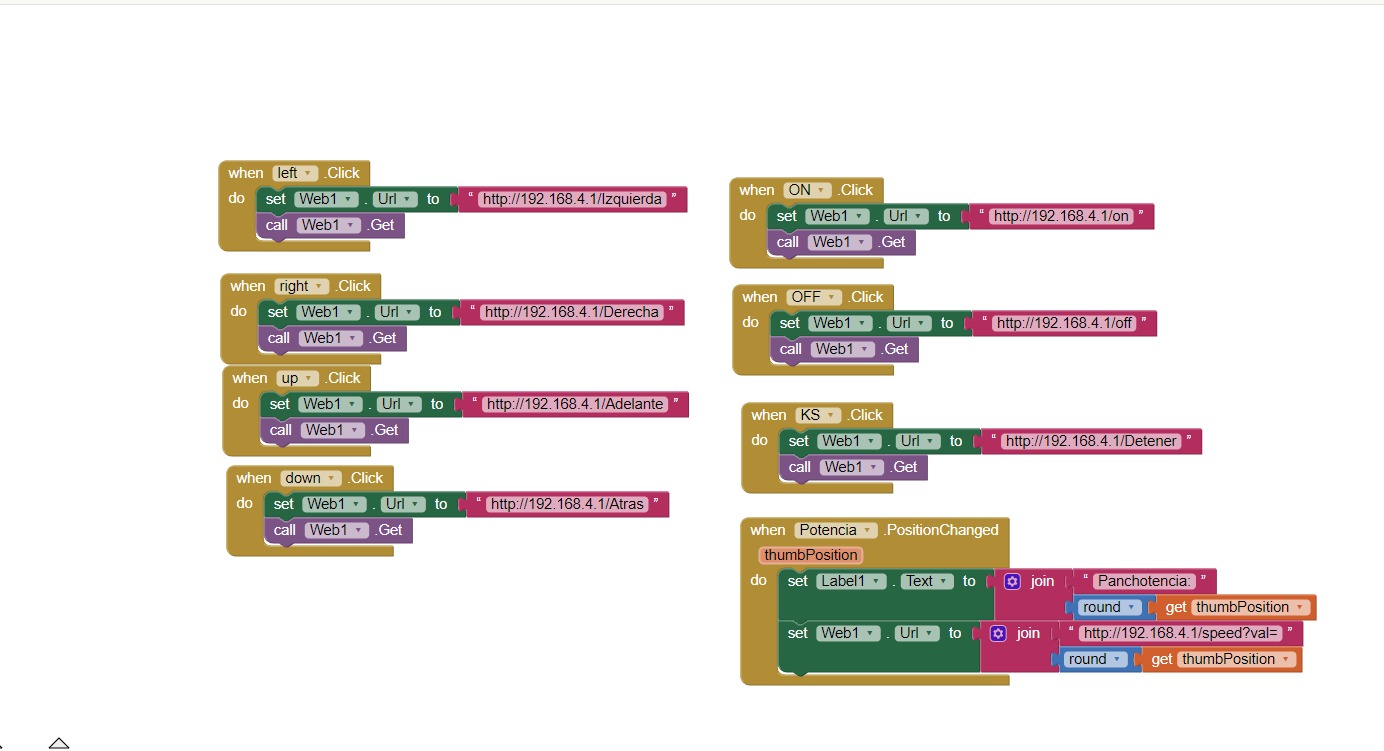 when left .Click
do set Web1 . Url to “ http://192.168.4.1/Izquierda ”
call Web1 .Get
when right .Click
do set Web1 . Url to “ http://192.168.4.1/Derecha ”
call Web1 .Get
when up .Click
do set Web1 . Url to “ http://192.168.4.1/Adelante ”
call Web1 .Get
when down .Click
do set Web1 . Url to “ http://192.168.4.1/Atras ”
call Web1 .Get
when ON .Click
do set Web1 . Url to “ http://192.168.4.1/on ”
call Web1 .Get
when OFF .Click
do set Web1 . Url to “ http://192.168.4.1/off ”
call Web1 .Get
when KS .Click
do set Web1 . Url to “ http://192.168.4.1/Detener ”
call Web1 .Get
when Potencia .PositionChanged
thumbPosition
do set Label1 . Text to join “ Panchotencia: ”
round get thumbPosition
set Web1 . Url to join “ http://192.168.4.1/speed?val= ”
round get thumbPosition